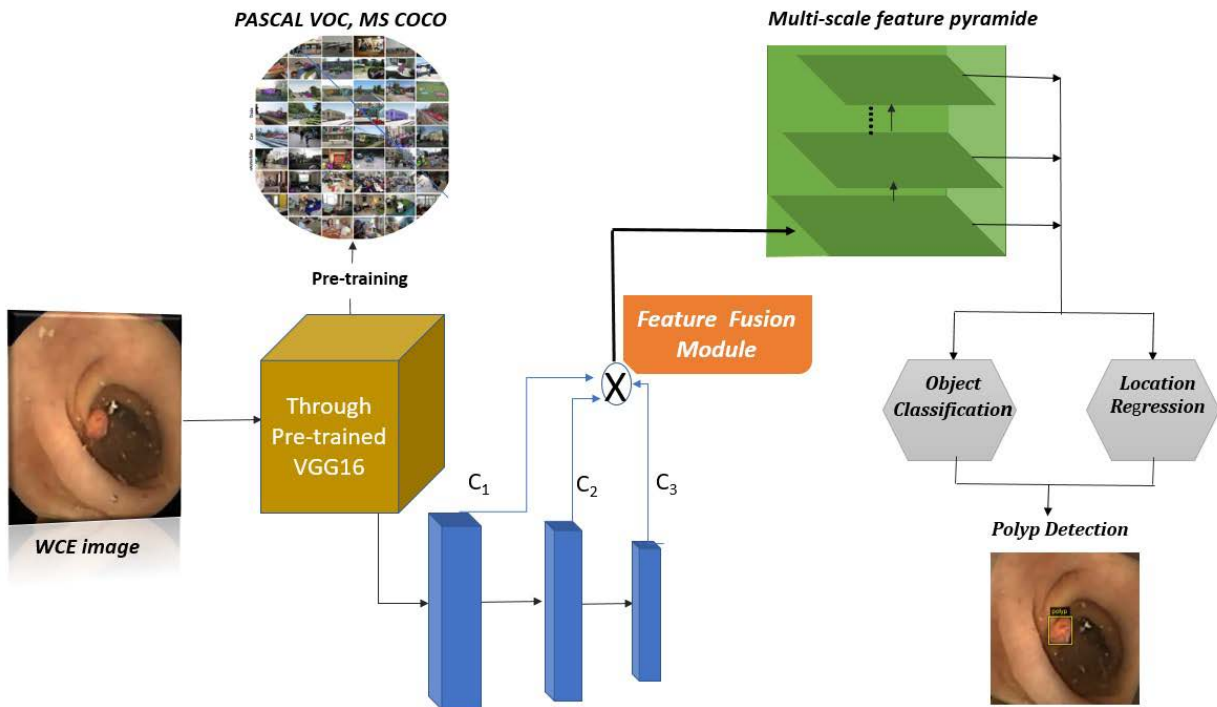 PASCAL VOC, MS COCO
Multi-scale feature pyramide
Pre-training
Feature Fusion
Module
Through
Pre-trained
VGG16
X
Object
Classification
Location
Regression
C1
C2
C3
WCE image
Polyp Detection
polyp